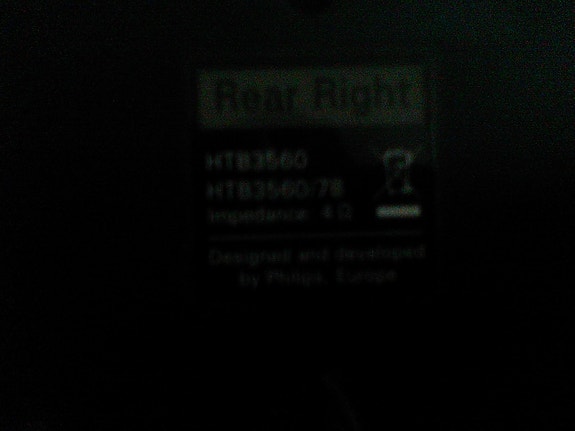 Rear Right
HTB3560
HTB3560/78
Impedance: 4 Ω
Designed and developed
by Philips, Europe